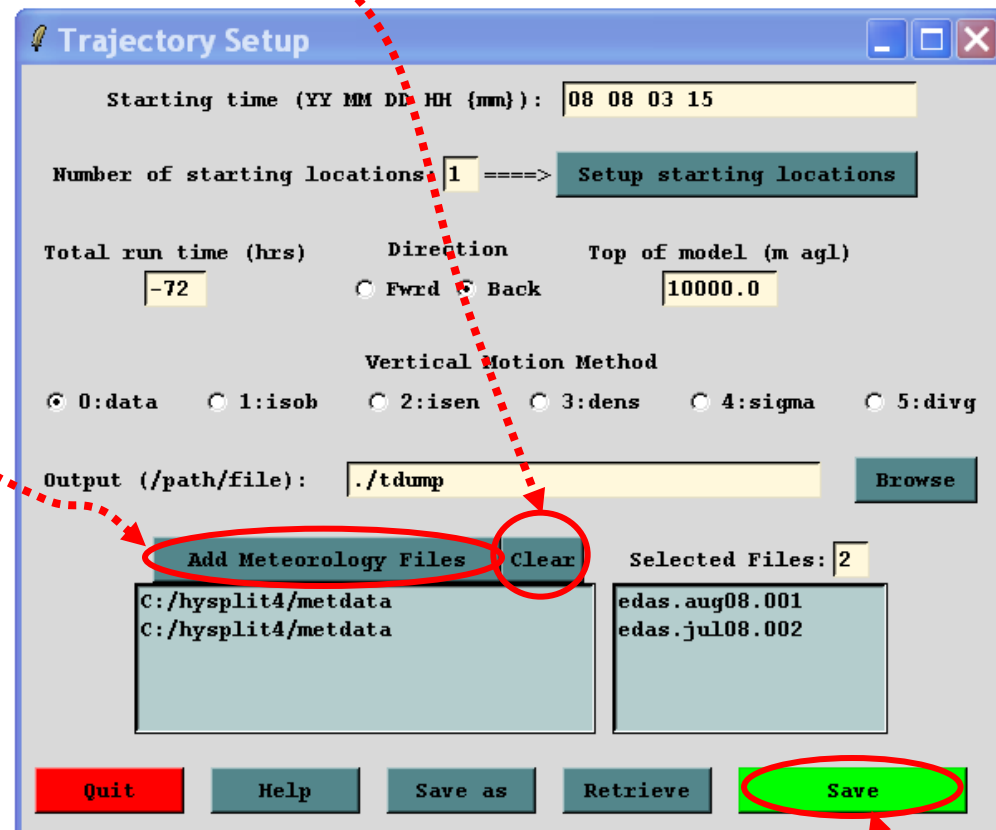 Trajectory Setup
Starting time (YY MM DD HH {mm}): 08 08 03 15
Number of starting locations: 1 ====> Setup starting locations
Total run time (hrs) Direction Top of model (m agl)
-72 Fwrd Back 10000.0
Vertical Motion Method
0:data 1:isob 2:isen 3:dens 4:sigma 5:divg
Output (/path/file): ./tdump Browse
Add Meteorology Files Clear Selected Files: 2
C:/hysplit4/metdata edas.aug08.001
C:/hysplit4/metdata edas.jul08.002
Quit Help Save as Retrieve Save